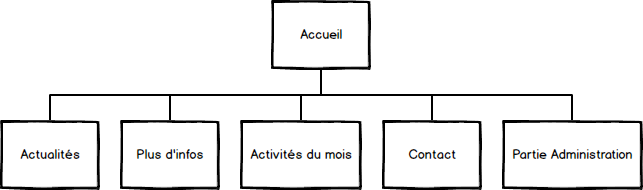 Accueil
Actualités
Plus d'infos
Activités du mois
Contact
Partie Administration